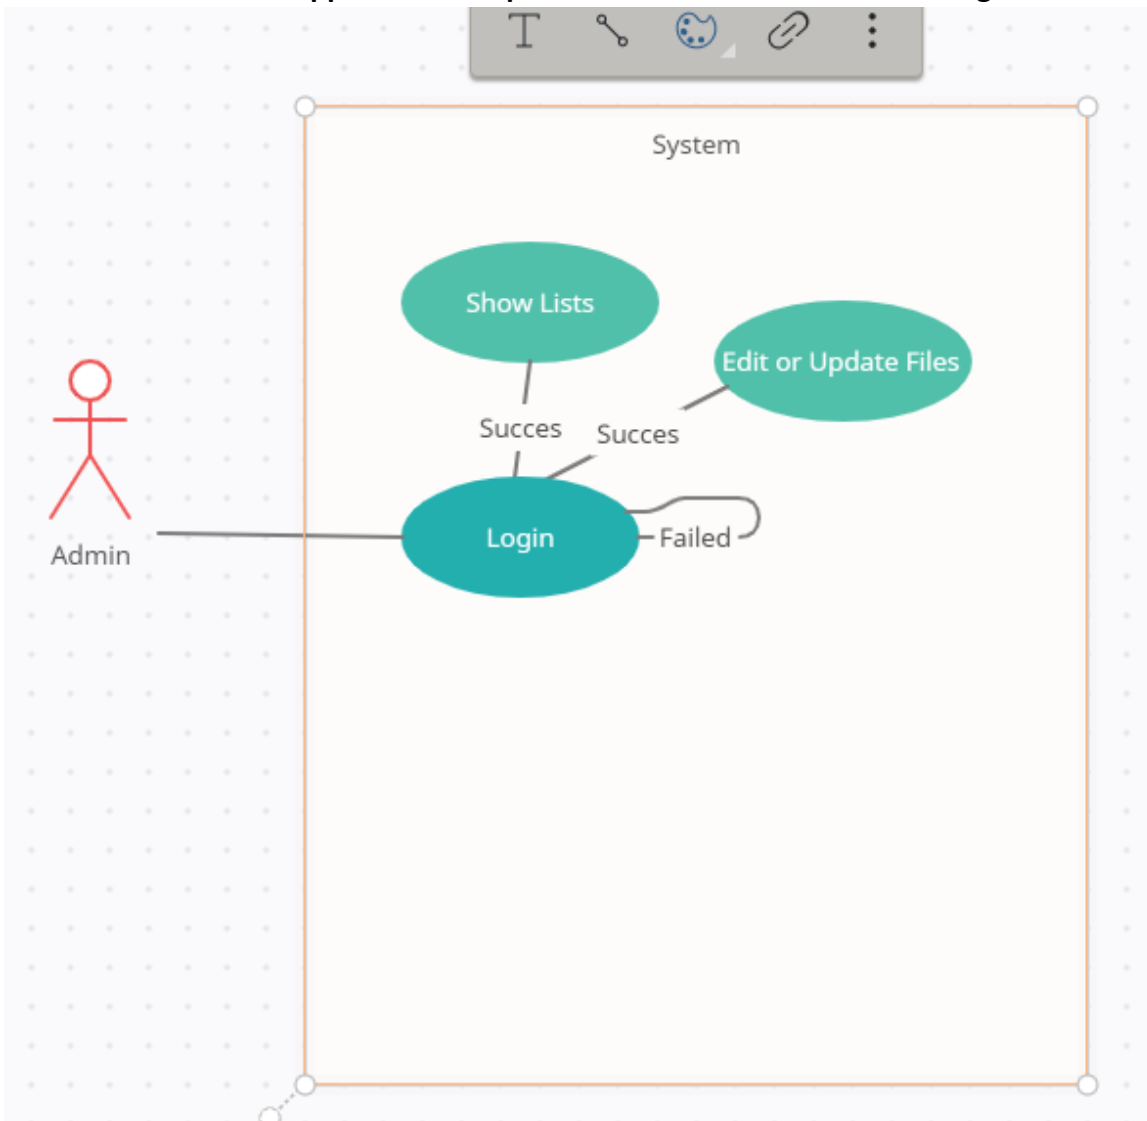 T
System
Show Lists
Edit or Update Files
Succes
Succes
Login
Failed
Admin